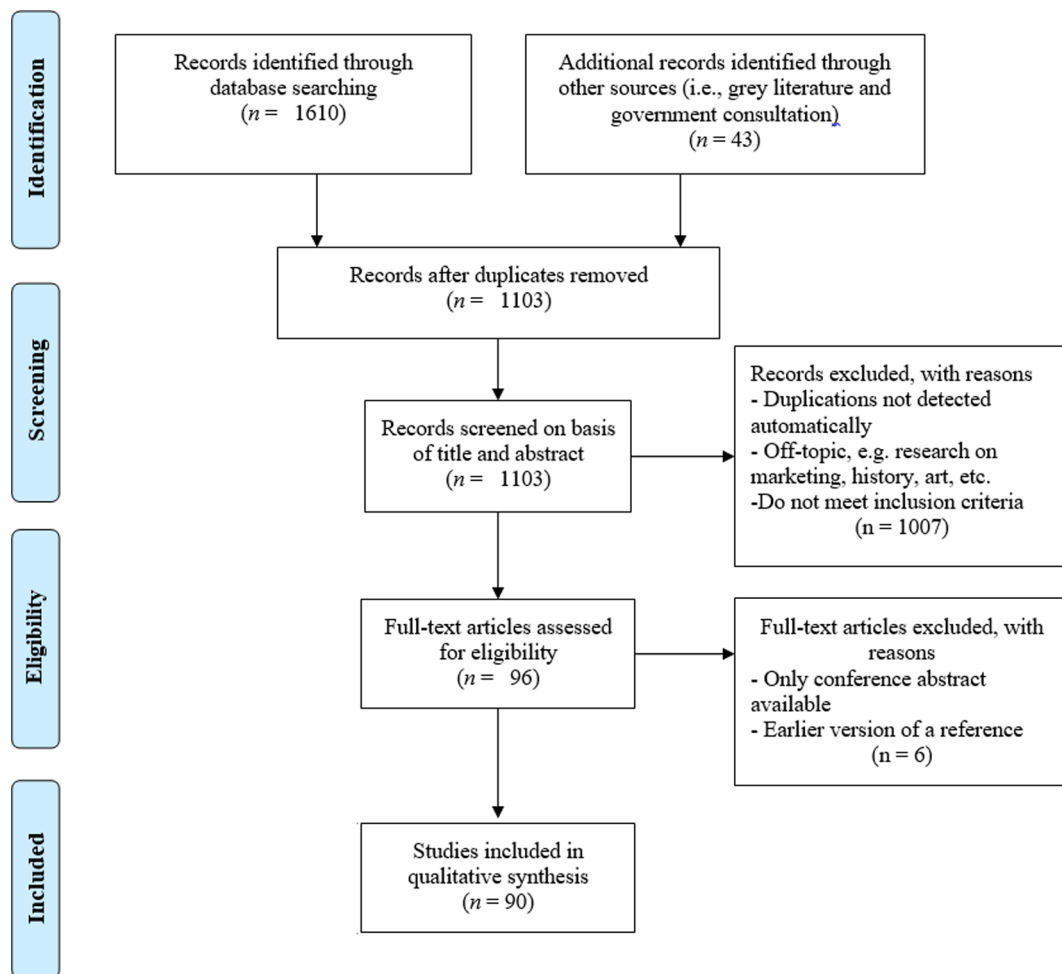 Identification
Records identified through
database searching
(n = 1610)
Additional records identified through
other sources (i.e., grey literature and
government consultation)
(n = 43)
Records after duplicates removed
(n = 1103)
Screening
Records screened on basis
of title and abstract
(n = 1103)
Records excluded, with reasons
- Duplications not detected
automatically
- Off-topic, e.g. research on
marketing, history, art, etc.
-Do not meet inclusion criteria
(n = 1007)
Eligibility
Full-text articles assessed
for eligibility
(n = 96)
Full-text articles excluded, with
reasons
- Only conference abstract
available
- Earlier version of a reference
(n = 6)
Included
Studies included in
qualitative synthesis
(n = 90)